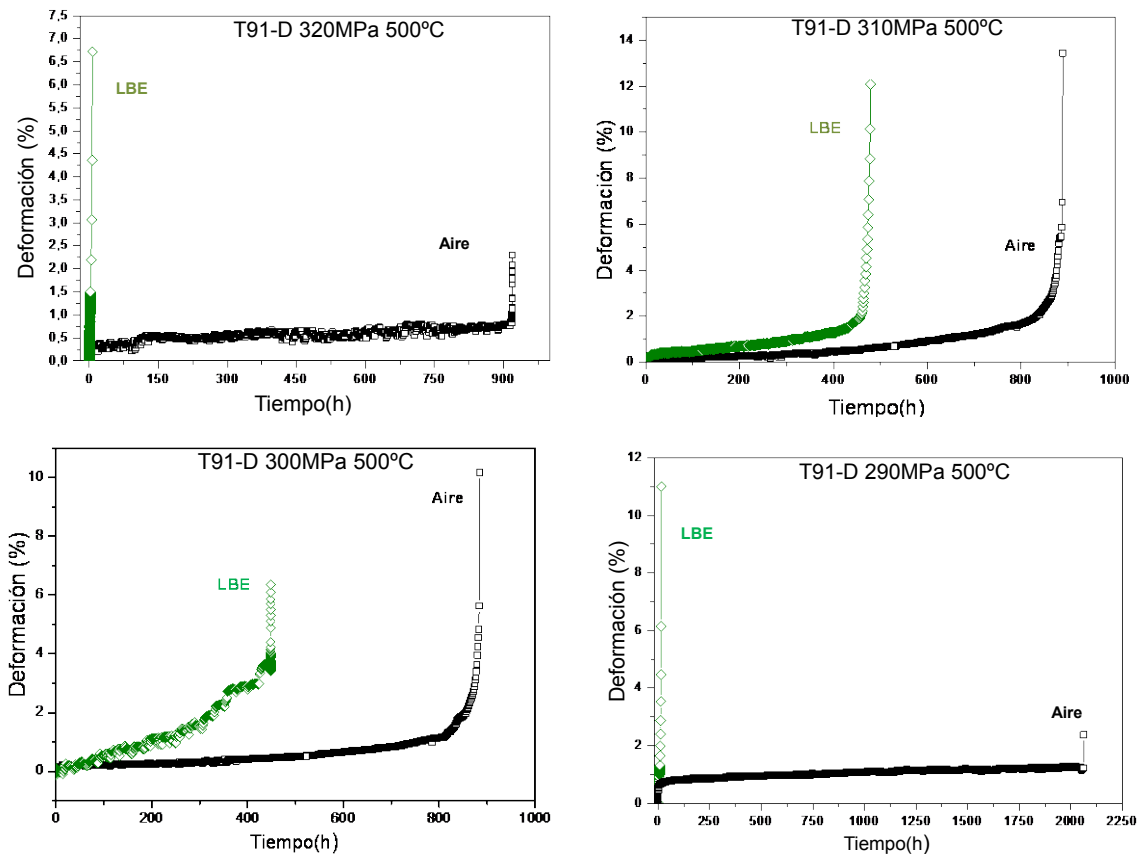 T91-D 320MPa 500ºC
7,5
7,0
6,5
6,0
5,5
5,0
4,5
4,0
3,5
3,0
2,5
2,0
1,5
1,0
0,5
0,0
Deformación (%)
LBE
Aire
0 150 300 450 600 750 900
Tiempo(h)
T91-D 310MPa 500ºC
14
12
10
8
6
4
2
0
Deformación (%)
LBE
Aire
0 200 400 600 800 1000
Tiempo(h)
T91-D 300MPa 500ºC
10
8
6
4
2
0
Deformación (%)
Aire
LBE
0 200 400 600 800 1000
Tiempo(h)
T91-D 290MPa 500ºC
12
10
8
6
4
2
0
Deformación (%)
LBE
Aire
0 250 500 750 1000 1250 1500 1750 2000 2250
Tiempo(h)